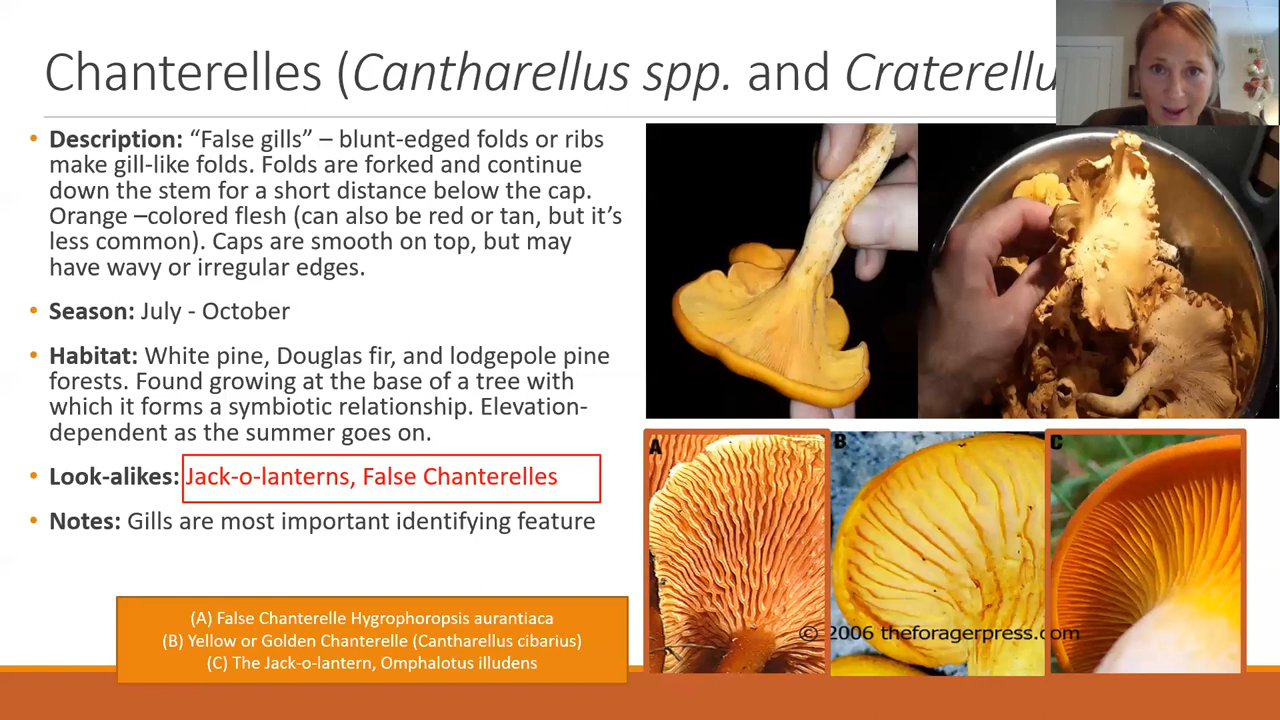 Chanterelles (Cantharellus spp. and Craterellu
• Description: “False gills” – blunt-edged folds or ribs
make gill-like folds. Folds are forked and continue
down the stem for a short distance below the cap.
Orange –colored flesh (can also be red or tan, but it’s
less common). Caps are smooth on top, but may
have wavy or irregular edges.
• Season: July - October
• Habitat: White pine, Douglas fir, and lodgepole pine
forests. Found growing at the base of a tree with
which it forms a symbiotic relationship. Elevation-
dependent as the summer goes on.
• Look-alikes: Jack-o-lanterns, False Chanterelles
• Notes: Gills are most important identifying feature
(A) False Chanterelle Hygrophoropsis aurantiaca
(B) Yellow or Golden Chanterelle (Cantharellus cibarius)
(C) The Jack-o-lantern, Omphalotus illudens
A
B
C
© 2006 theforagerpress.com